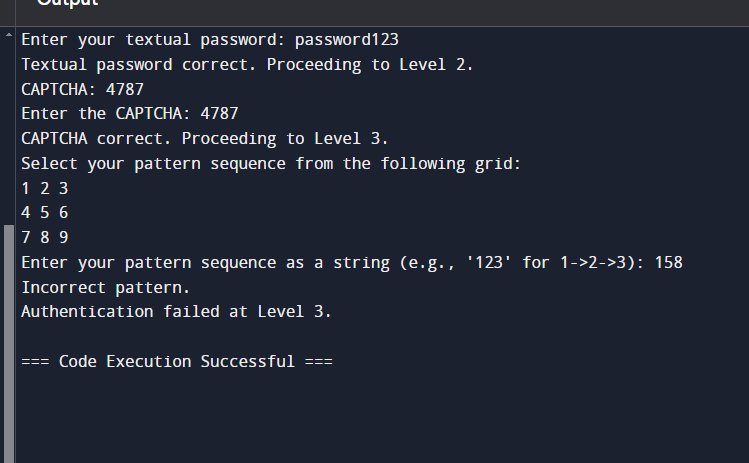 Output
Enter your textual password: password123
Textual password correct. Proceeding to Level 2.
CAPTCHA: 4787
Enter the CAPTCHA: 4787
CAPTCHA correct. Proceeding to Level 3.
Select your pattern sequence from the following grid:
1 2 3
4 5 6
7 8 9
Enter your pattern sequence as a string (e.g., '123' for 1->2->3): 158
Incorrect pattern.
Authentication failed at Level 3.
=== Code Execution Successful ===